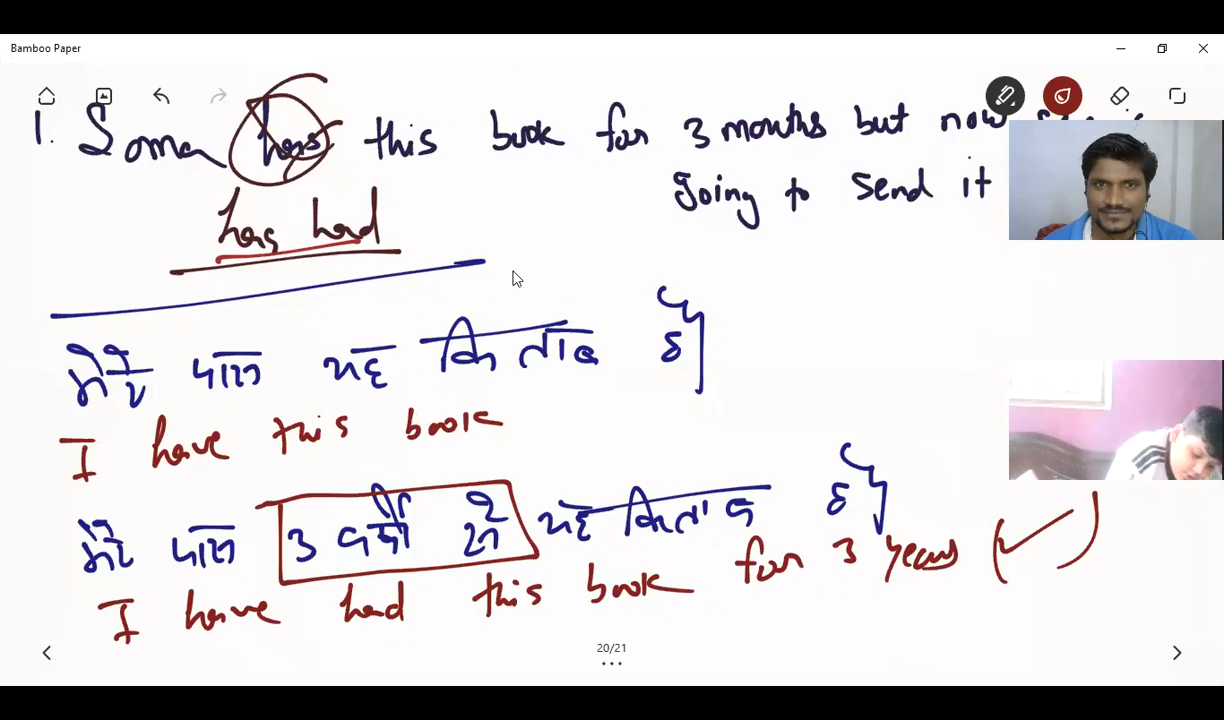 Bamboo Paper
1. Soma has this book for 3 months but now
going to send it
has had
मेरे पास यह किताब है|
I have this book
मेरे पास 3 वर्षों से यह किताब है|
I have had this book for 3 years (✓)
20/21